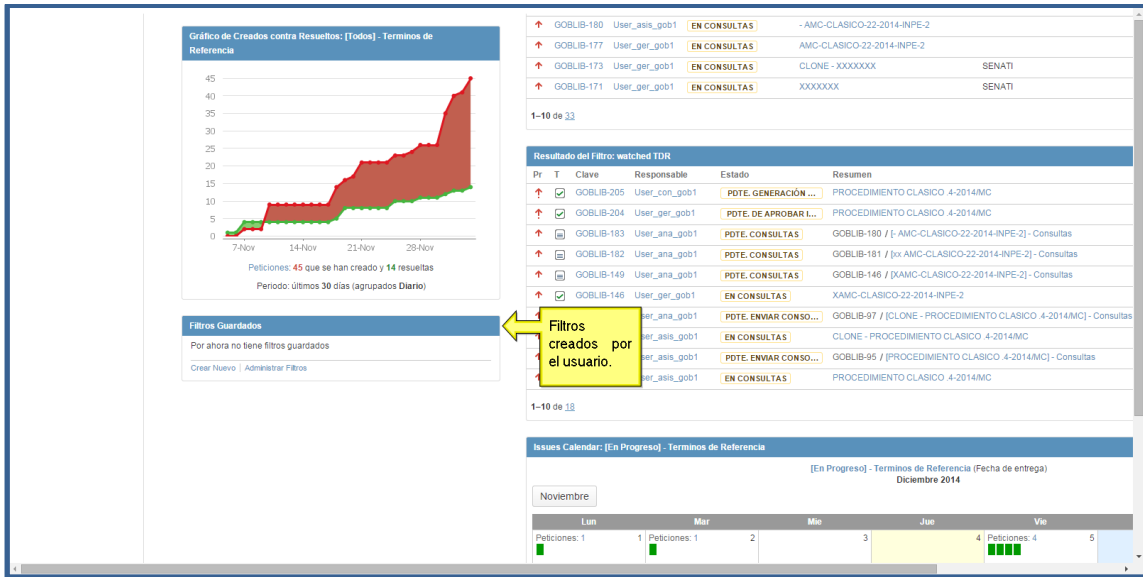 Gráfico de Creados contra Resueltos: [Todos] - Terminos de
Referencia
45
40
35
30
25
20
15
10
5
0
7-Nov 14-Nov 21-Nov 28-Nov
Peticiones: 45 que se han creado y 14 resueltas
Periodo: últimos 30 días (agrupados Diario)
Filtros Guardados
Por ahora no tiene filtros guardados
Crear Nuevo | Administrar Filtros
Filtros
creados por
el usuario.
GOBLIB-180 User_asis_gob1 EN CONSULTAS - AMC-CLASICO-22-2014-INPE-2
GOBLIB-177 User_ger_gob1 EN CONSULTAS AMC-CLASICO-22-2014-INPE-2
GOBLIB-173 User_ger_gob1 EN CONSULTAS CLONE - XXXXXXX SENATI
GOBLIB-171 User_ger_gob1 EN CONSULTAS XXXXXXX SENATI
1–10 de 33
Resultado del Filtro: watched TDR
Pr T Clave Responsable Estado Resumen
GOBLIB-205 User_con_gob1 PDTE. GENERACIÓN ... PROCEDIMIENTO CLASICO .4-2014/MC
GOBLIB-204 User_ger_gob1 PDTE. DE APROBAR I... PROCEDIMIENTO CLASICO .4-2014/MC
GOBLIB-183 User_ana_gob1 PDTE. CONSULTAS GOBLIB-180 / [- AMC-CLASICO-22-2014-INPE-2] - Consultas
GOBLIB-182 User_ana_gob1 PDTE. CONSULTAS GOBLIB-181 / [xx AMC-CLASICO-22-2014-INPE-2] - Consultas
GOBLIB-149 User_ana_gob1 PDTE. CONSULTAS GOBLIB-146 / [XAMC-CLASICO-22-2014-INPE-2] - Consultas
GOBLIB-146 User_ger_gob1 EN CONSULTAS XAMC-CLASICO-22-2014-INPE-2
ser_ana_gob1 PDTE. ENVIAR CONSO... GOBLIB-97 / [CLONE - PROCEDIMIENTO CLASICO .4-2014/MC] - Consultas
ser_asis_gob1 EN CONSULTAS CLONE - PROCEDIMIENTO CLASICO .4-2014/MC
ser_asis_gob1 PDTE. ENVIAR CONSO... GOBLIB-95 / [PROCEDIMIENTO CLASICO .4-2014/MC] - Consultas
ser_asis_gob1 EN CONSULTAS PROCEDIMIENTO CLASICO .4-2014/MC
1–10 de 18
Issues Calendar: [En Progreso] - Terminos de Referencia
[En Progreso] - Terminos de Referencia (Fecha de entrega)
Diciembre 2014
Noviembre
Lun Mar Mie Jue Vie
Peticiones: 1 1 Peticiones: 1 2 3 4 Peticiones: 4 5